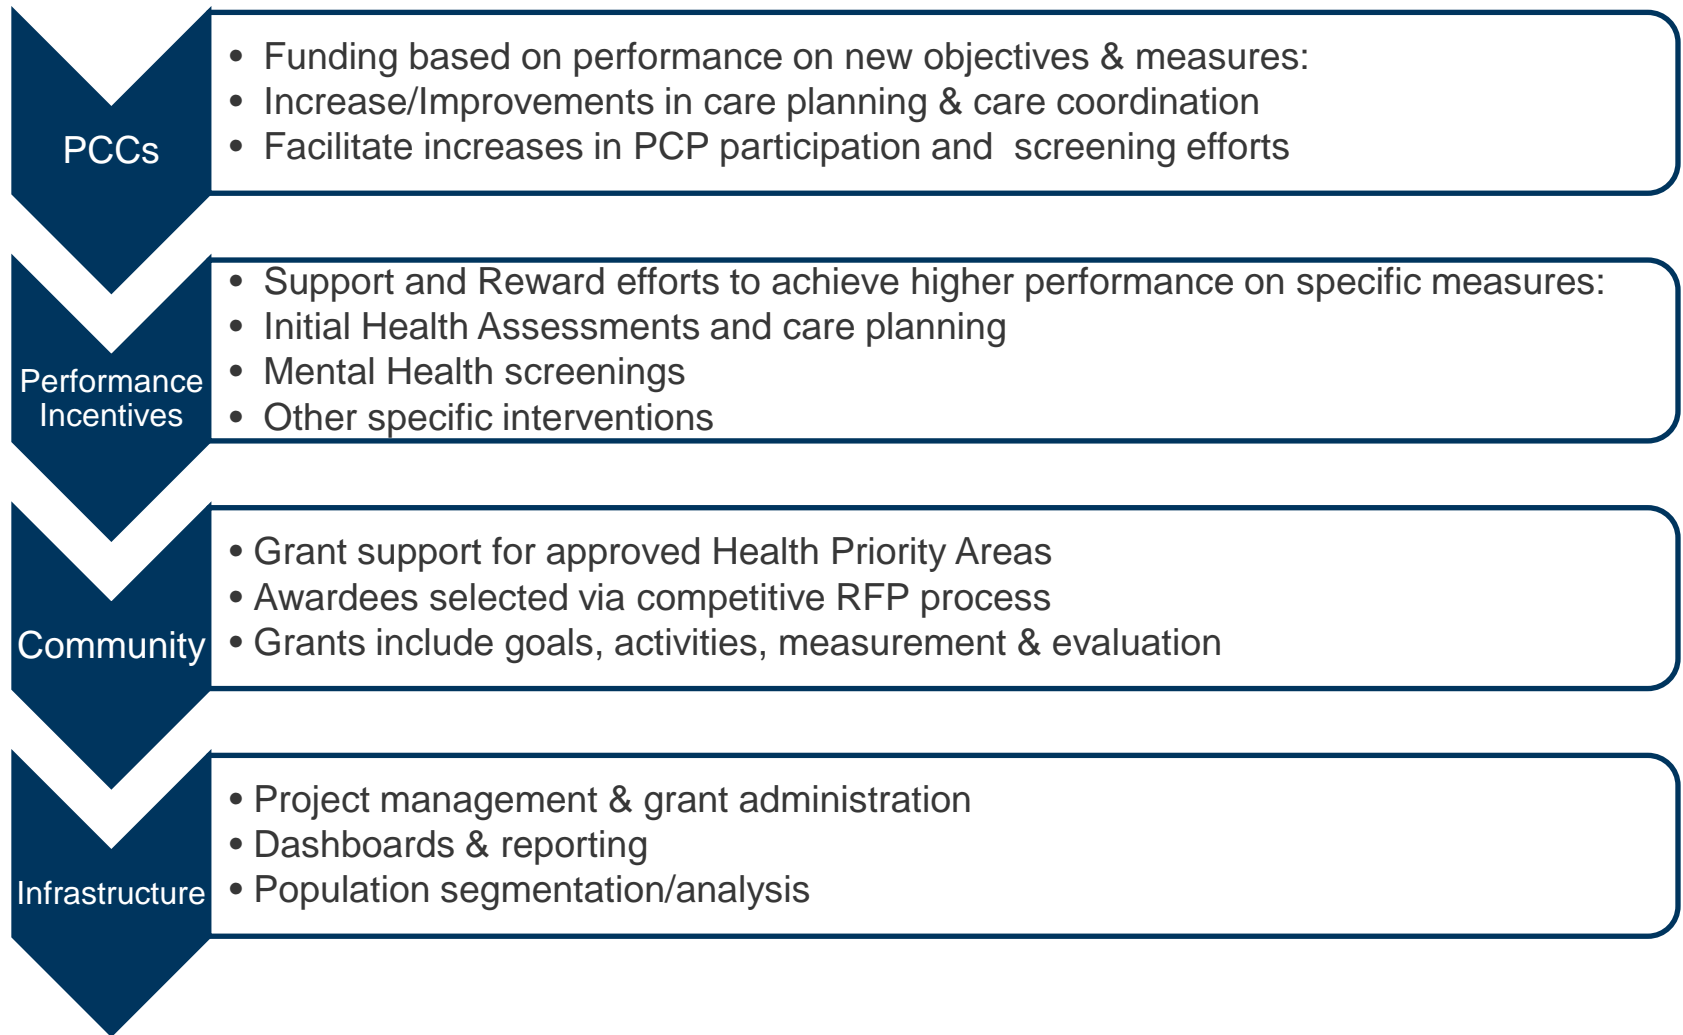 PCCs
• Funding based on performance on new objectives & measures:
• Increase/Improvements in care planning & care coordination
• Facilitate increases in PCP participation and  screening efforts
Performance
Incentives
• Support and Reward efforts to achieve higher performance on specific measures:
• Initial Health Assessments and care planning
• Mental Health screenings
• Other specific interventions
Community
• Grant support for approved Health Priority Areas
• Awardees selected via competitive RFP process
• Grants include goals, activities, measurement & evaluation
Infrastructure
• Project management & grant administration
• Dashboards & reporting
• Population segmentation/analysis